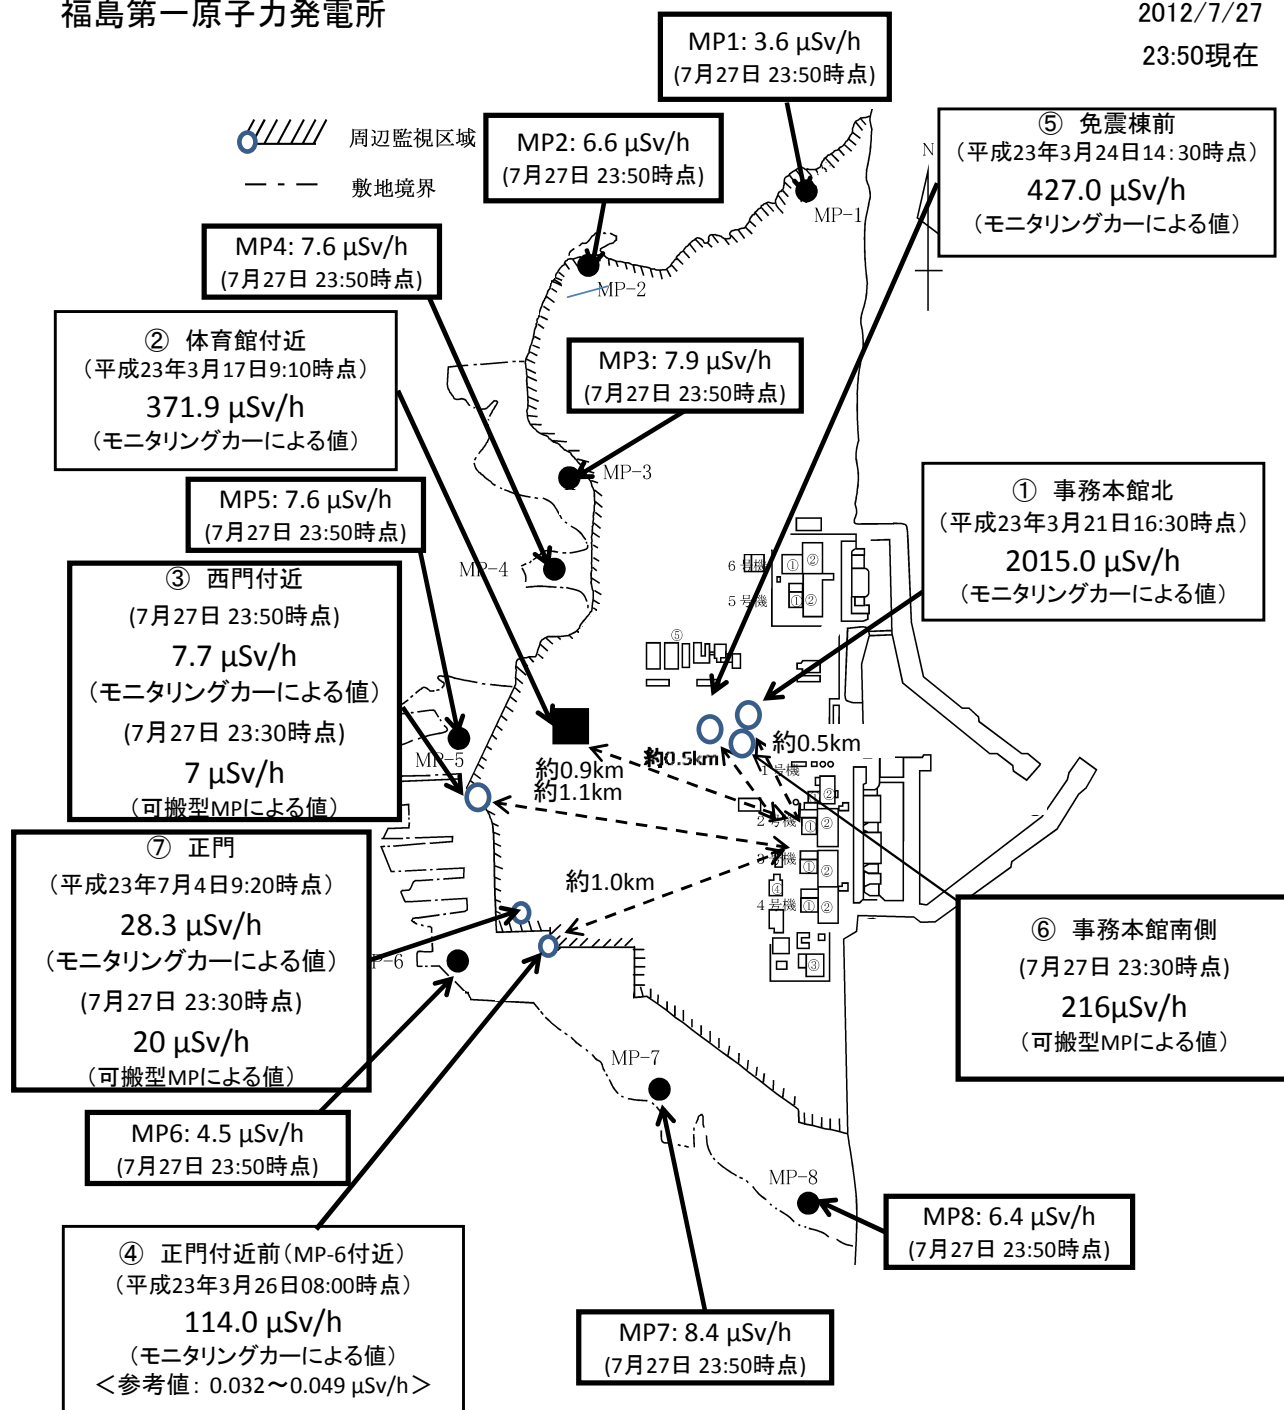 福島第一原子力発電所
2012/7/27
23:50現在
MP1: 3.6 μSv/h
(7月27日 23:50時点)
周辺監視区域
敷地境界
MP2: 6.6 μSv/h
(7月27日 23:50時点)
⑤ 免震棟前
（平成23年3月24日14:30時点）
427.0 μSv/h
（モニタリングカーによる値）
N
MP-1
MP4: 7.6 μSv/h
(7月27日 23:50時点)
MP-2
② 体育館付近
（平成23年3月17日9:10時点）
371.9 μSv/h
（モニタリングカーによる値）
MP3: 7.9 μSv/h
(7月27日 23:50時点)
MP-3
MP5: 7.6 μSv/h
(7月27日 23:50時点)
① 事務本館北
（平成23年3月21日16:30時点）
2015.0 μSv/h
（モニタリングカーによる値）
MP-4
6号機
① ②
5号機
① ②
⑤
③ 西門付近
(7月27日 23:50時点)
7.7 μSv/h
（モニタリングカーによる値）
(7月27日 23:30時点)
7 μSv/h
（可搬型MPによる値）
MP-5
約0.9km
約1.1km
約0.5km
約0.5km
1号機
① ②
2号機
① ②
3号機
① ②
④
4号機
① ②
③
約1.0km
⑦ 正門
（平成23年7月4日9:20時点）
28.3 μSv/h
（モニタリングカーによる値）
(7月27日 23:30時点)
20 μSv/h
（可搬型MPによる値）
P-6
⑥ 事務本館南側
(7月27日 23:30時点)
216μSv/h
（可搬型MPによる値）
MP-7
MP6: 4.5 μSv/h
(7月27日 23:50時点)
MP-8
MP8: 6.4 μSv/h
(7月27日 23:50時点)
④ 正門付近前（MP-6付近）
（平成23年3月26日08:00時点）
114.0 μSv/h
（モニタリングカーによる値）
＜参考値： 0.032～0.049 μSv/h＞
MP7: 8.4 μSv/h
(7月27日 23:50時点)